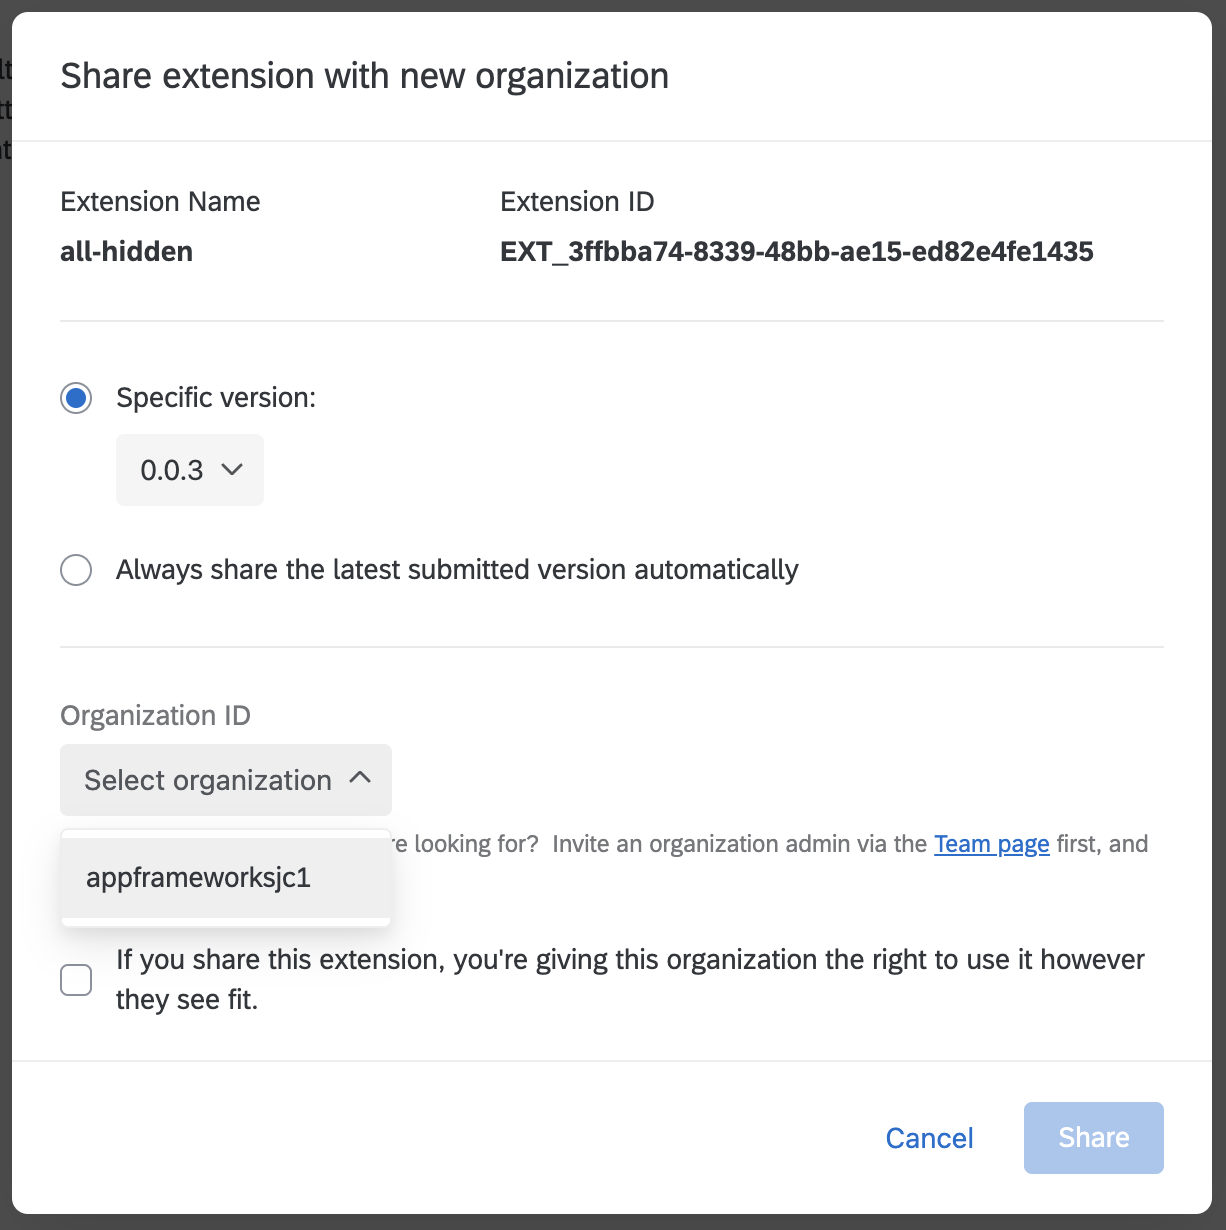 Share extension with new organization
Extension Name
Extension ID
all-hidden
EXT_3ffbba74-8339-48bb-ae15-ed82e4fe1435
Specific version:
0.0.3
Always share the latest submitted version automatically
Organization ID
Select organization
looking for? Invite an organization admin via the Team page first, and
appframeworksjc1
If you share this extension, you're giving this organization the right to use it however
they see fit.
Cancel
Share